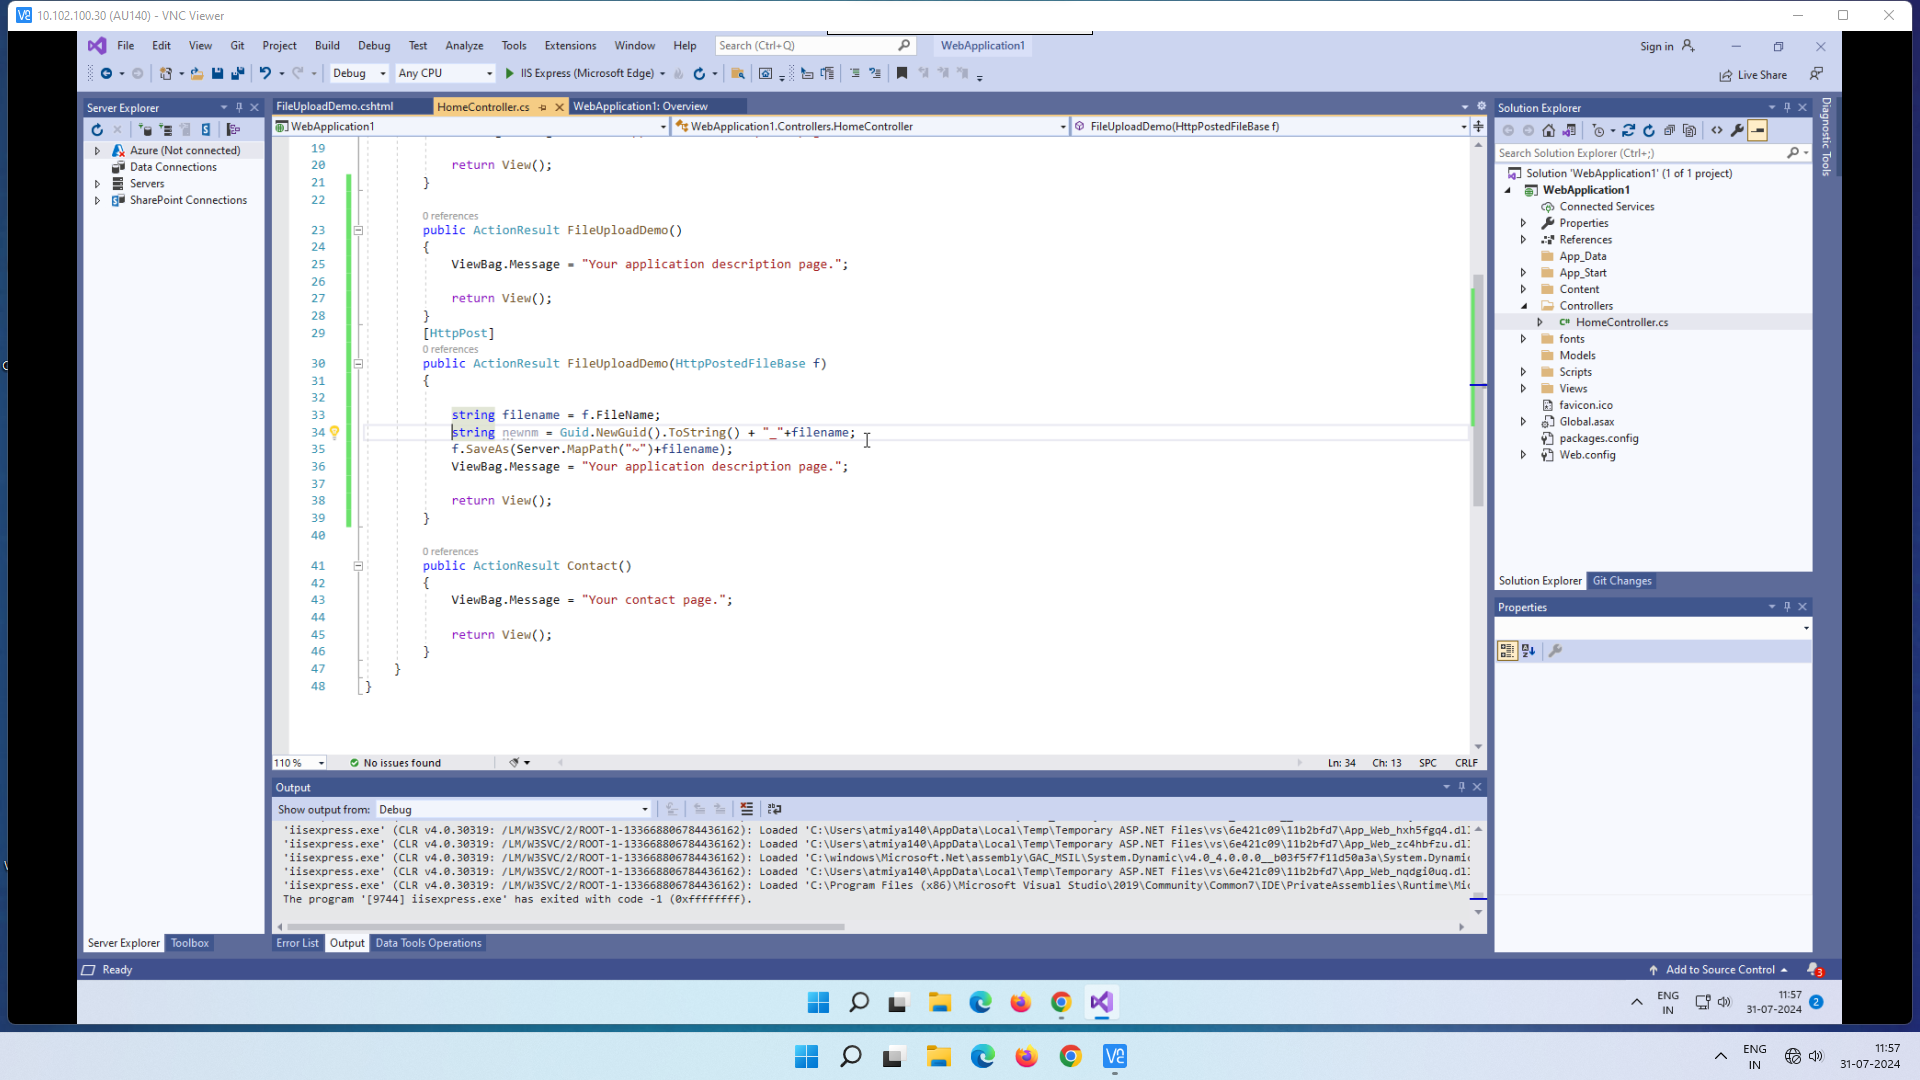 10.102.100.30 (AU140) - VNC Viewer
File Edit View Git Project Build Debug Test Analyze Tools Extensions Window Help Search (Ctrl+Q) WebApplication1 Sign in
Debug Any CPU IIS Express (Microsoft Edge) Live Share
Server Explorer
Azure (Not connected)
Data Connections
Servers
SharePoint Connections
FileUploadDemo.cshtml HomeController.cs WebApplication1: Overview
WebApplication1 WebApplication1.Controllers.HomeController FileUploadDemo(HttpPostedFileBase f)
19
20 return View();
21 }
22
0 references
23 public ActionResult FileUploadDemo()
24 {
25 ViewBag.Message = "Your application description page.";
26
27 return View();
28 }
29 [HttpPost]
0 references
30 public ActionResult FileUploadDemo(HttpPostedFileBase f)
31 {
32
33 string filename = f.FileName;
34 string newnm = Guid.NewGuid().ToString() + "_"+filename;
35 f.SaveAs(Server.MapPath("~")+filename);
36 ViewBag.Message = "Your application description page.";
37
38 return View();
39 }
40
0 references
41 public ActionResult Contact()
42 {
43 ViewBag.Message = "Your contact page.";
44
45 return View();
46 }
47 }
48 }
110 % No issues found Ln: 34 Ch: 13 SPC CRLF
Output
Show output from: Debug
'iisexpress.exe' (CLR v4.0.30319: /LM/W3SVC/2/ROOT-1-133668806784436162): Loaded 'C:\Users\atmiya140\AppData\Local\Temp\Temporary ASP.NET Files\vs\6e421c09\11b2bfd7\App_Web_hxh5fgq4.dl
'iisexpress.exe' (CLR v4.0.30319: /LM/W3SVC/2/ROOT-1-133668806784436162): Loaded 'C:\Users\atmiya140\AppData\Local\Temp\Temporary ASP.NET Files\vs\6e421c09\11b2bfd7\App_Web_zc4hbfzu.dl
'iisexpress.exe' (CLR v4.0.30319: /LM/W3SVC/2/ROOT-1-133668806784436162): Loaded 'C:\windows\Microsoft.Net\assembly\GAC_MSIL\System.Dynamic\v4.0_4.0.0.0__b03f5f7f11d50a3a\System.Dynamic
'iisexpress.exe' (CLR v4.0.30319: /LM/W3SVC/2/ROOT-1-133668806784436162): Loaded 'C:\Users\atmiya140\AppData\Local\Temp\Temporary ASP.NET Files\vs\6e421c09\11b2bfd7\App_Web_nqdgi0uq.dl
'iisexpress.exe' (CLR v4.0.30319: /LM/W3SVC/2/ROOT-1-133668806784436162): Loaded 'C:\Program Files (x86)\Microsoft Visual Studio\2019\Community\Common7\IDE\PrivateAssemblies\Runtime\Mi
The program '[9744] iisexpress.exe' has exited with code -1 (0xffffffff).
Server Explorer Toolbox
Error List Output Data Tools Operations
Solution Explorer
Search Solution Explorer (Ctrl+;)
Solution 'WebApplication1' (1 of 1 project)
WebApplication1
Connected Services
Properties
References
App_Data
App_Start
Content
Controllers
C# HomeController.cs
fonts
Models
Scripts
Views
favicon.ico
Global.asax
packages.config
Web.config
Solution Explorer Git Changes
Properties
Diagnostic Tools
Ready Add to Source Control 3
ENG IN 11:57 31-07-2024 2
ENG IN 11:57 31-07-2024